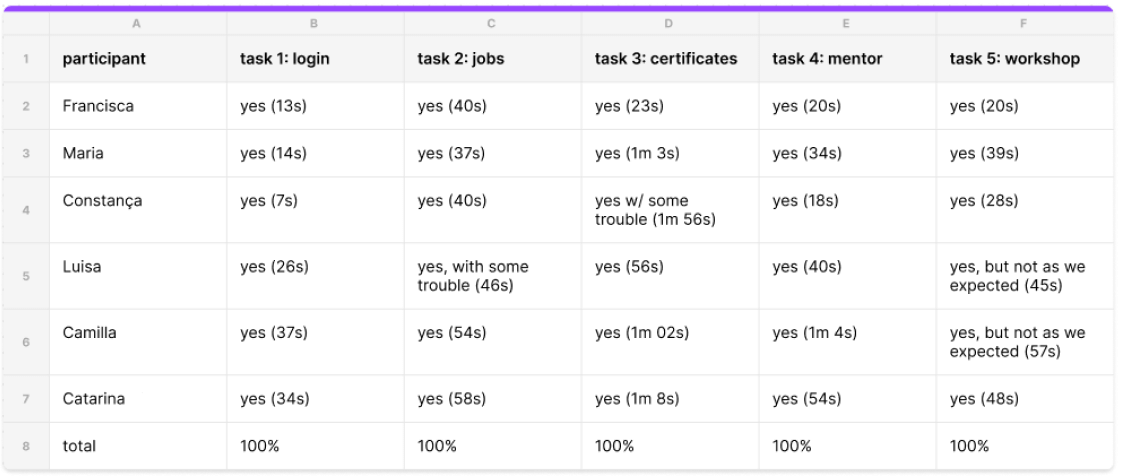 A B C D E F
1 participant task 1: login task 2: jobs task 3: certificates task 4: mentor task 5: workshop
2 Francisca yes (13s) yes (40s) yes (23s) yes (20s) yes (20s)
3 Maria yes (14s) yes (37s) yes (1m 3s) yes (34s) yes (39s)
4 Constança yes (7s) yes (40s) yes w/ some trouble (1m 56s) yes (18s) yes (28s)
5 Luisa yes (26s) yes, with some trouble (46s) yes (56s) yes (40s) yes, but not as we expected (45s)
6 Camilla yes (37s) yes (54s) yes (1m 02s) yes (1m 4s) yes, but not as we expected (57s)
7 Catarina yes (34s) yes (58s) yes (1m 8s) yes (54s) yes (48s)
8 total 100% 100% 100% 100% 100%